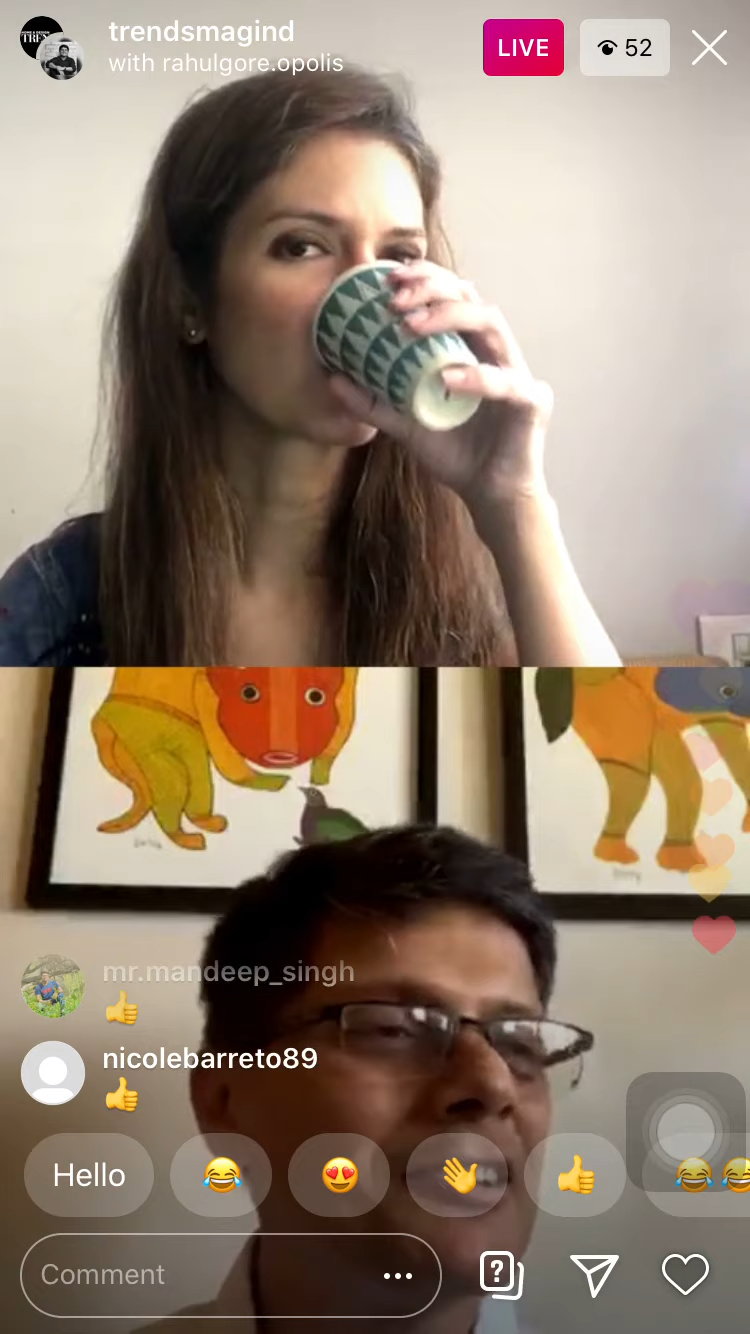 trendsmagind
with rahulgore.opolis
LIVE
52
mr.mandeep_singh
👍
nicolebarreto89
👍
Hello 😂 😍 👋 👍 😂😂
Comment